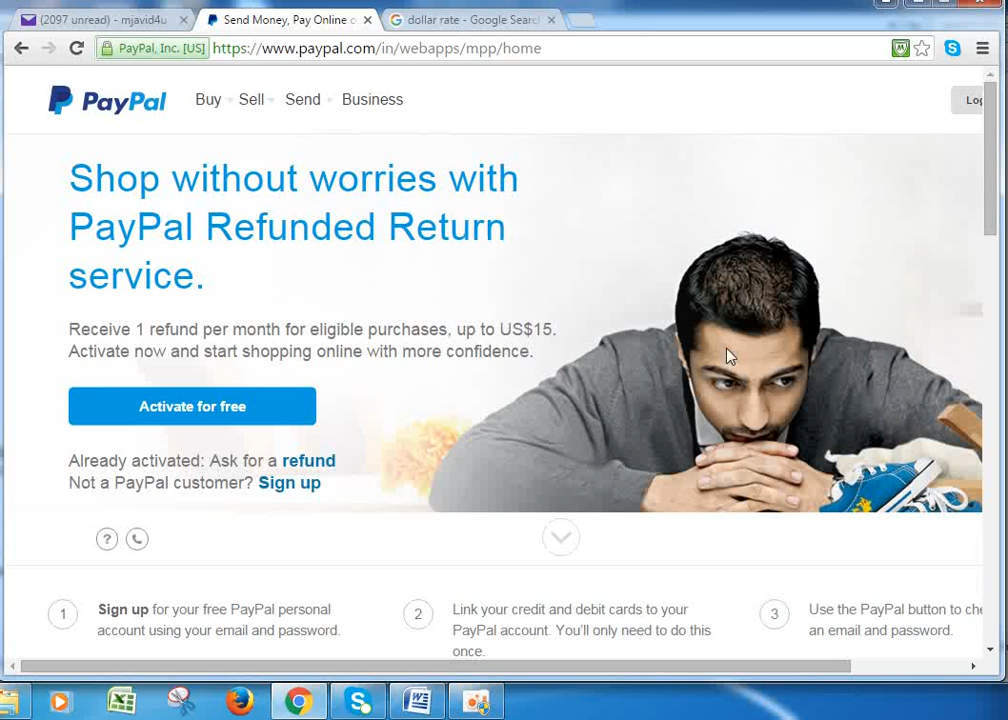 (2097 unread) - mjavid4u
Send Money, Pay Online o
dollar rate - Google Searc
PayPal, Inc. [US]
https://www.paypal.com/in/webapps/mpp/home
PayPal
Buy
Sell
Send
Business
Log
Shop without worries with
PayPal Refunded Return
service.
Receive 1 refund per month for eligible purchases, up to US$15.
Activate now and start shopping online with more confidence.
Activate for free
Already activated: Ask for a refund
Not a PayPal customer? Sign up
?
1
Sign up for your free PayPal personal
account using your email and password.
2
Link your credit and debit cards to your
PayPal account. You’ll only need to do this
once.
3
Use the PayPal button to che
an email and password.